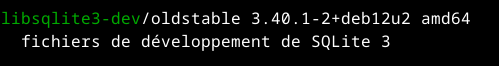 libsqlite3-dev/oldstable 3.40.1-2+deb12u2 amd64
fichiers de développement de SQLite 3